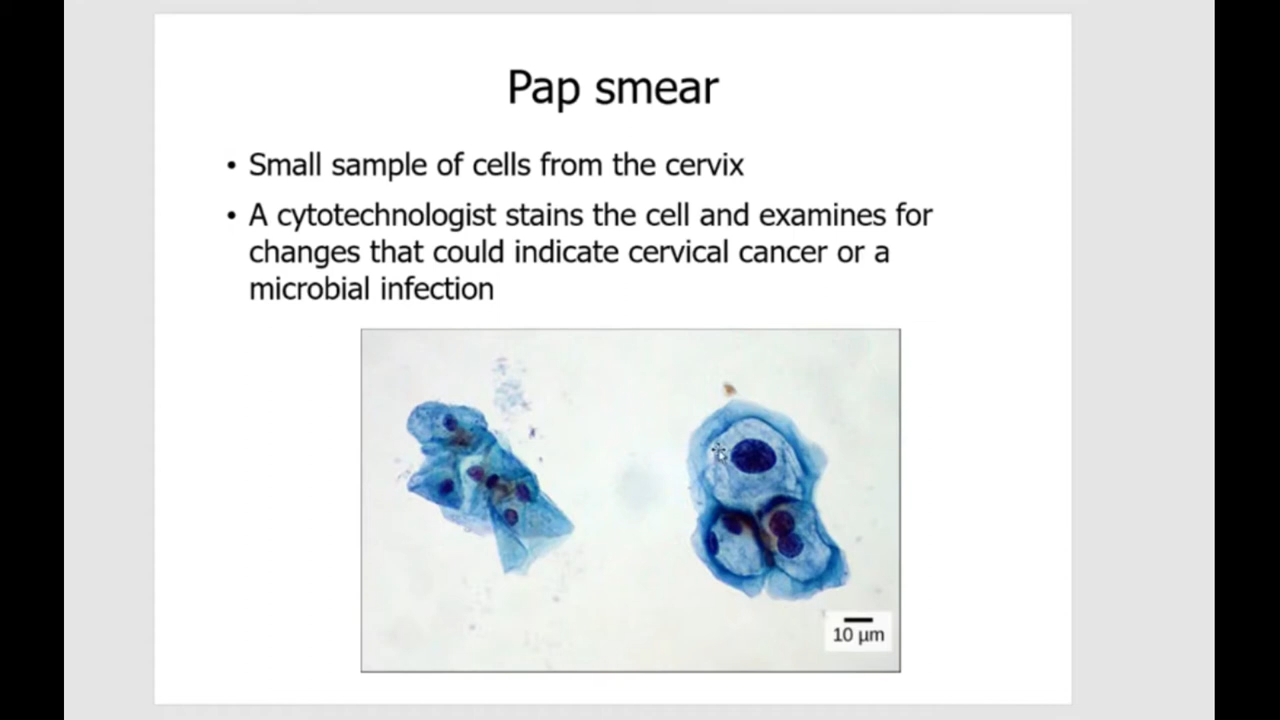 Pap smear
• Small sample of cells from the cervix
• A cytotechnologist stains the cell and examines for
changes that could indicate cervical cancer or a
microbial infection
10 µm